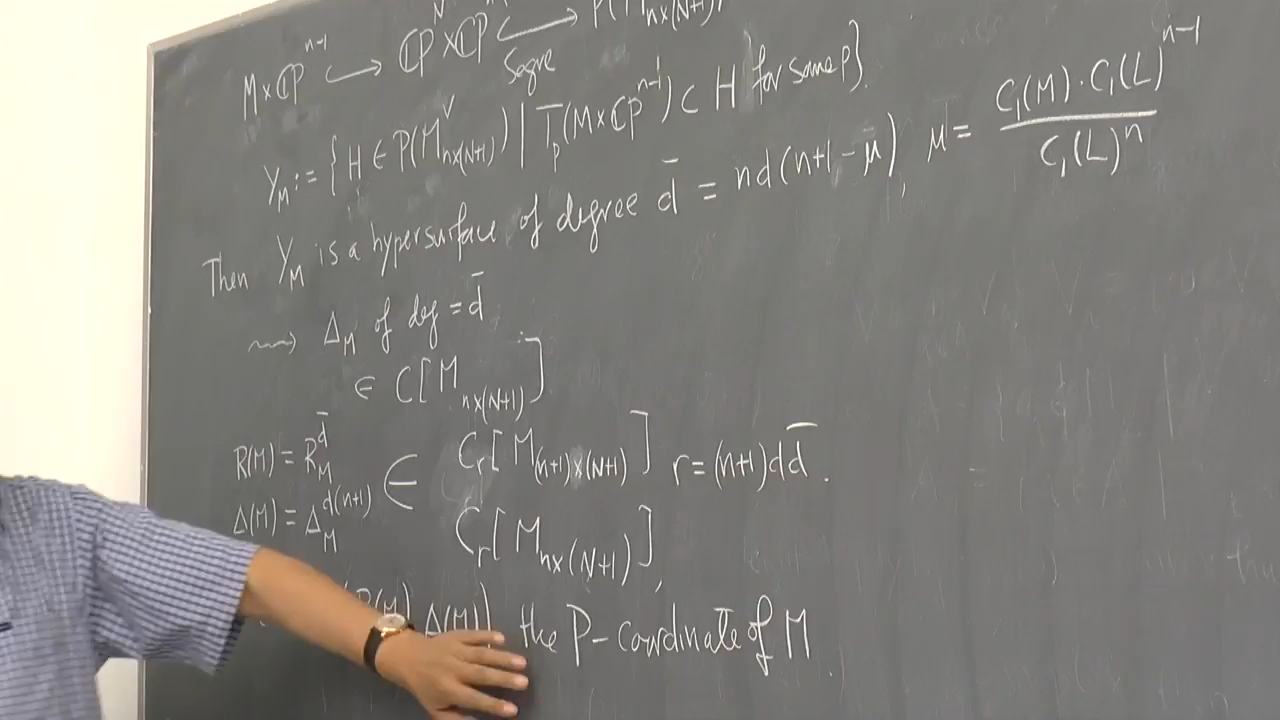 M × ℂP^{n-1} ↪ ℂP^N × ℂP^{n-1} ↪_{Segre} P(M_{n×(N+1)})
Y_M := { H ∈ P(M^∨_{n×(N+1)}) | T_p(M×ℂP^{n-1}) ⊂ H for some p }.
Then Y_M is a hypersurface of degree d̄ = nd(n+1-μ), μ = \frac{C_1(M)·C_1(L)^{n-1}}{C_1(L)^n}
⇝ Δ_M of deg = d̄
∈ C[M_{n×(N+1)}]
R(M) = R_M^{d̄} ∈ C_r[M_{(n+1)×(N+1)}] r = (n+1)d d̄.
Δ(M) = Δ_M^{d(n+1)} C_r[M_{n×(N+1)}],
(R(M), Δ(M)) the P-coordinate of M.